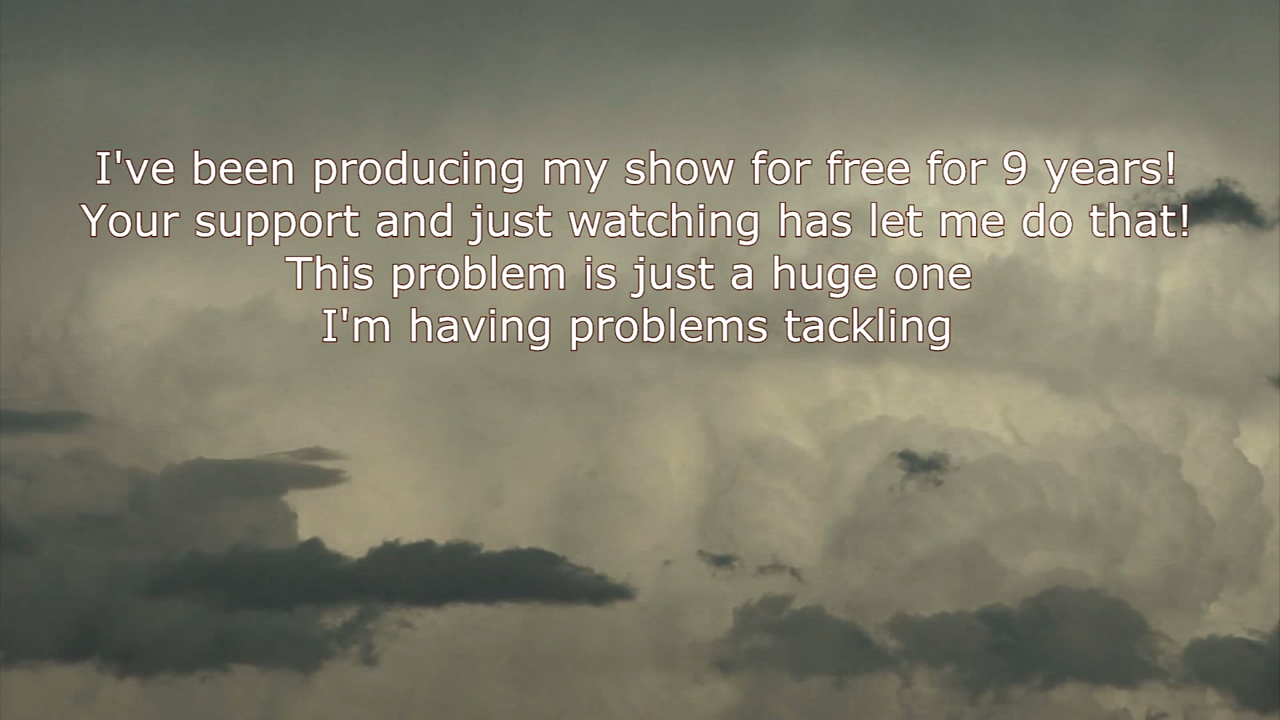 I've been producing my show for free for 9 years!
Your support and just watching has let me do that!
This problem is just a huge one
I'm having problems tackling